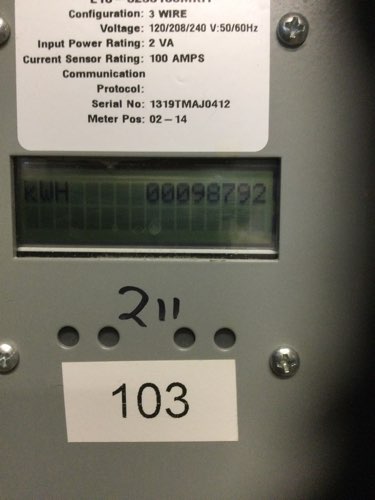 Configuration: 3 WIRE
Voltage: 120/208/240 V:50/60Hz
Input Power Rating: 2 VA
Current Sensor Rating: 100 AMPS
Communication
Protocol:
Serial No: 1319TMAJ0412
Meter Pos: 02-14
KWH 00098792
211
103